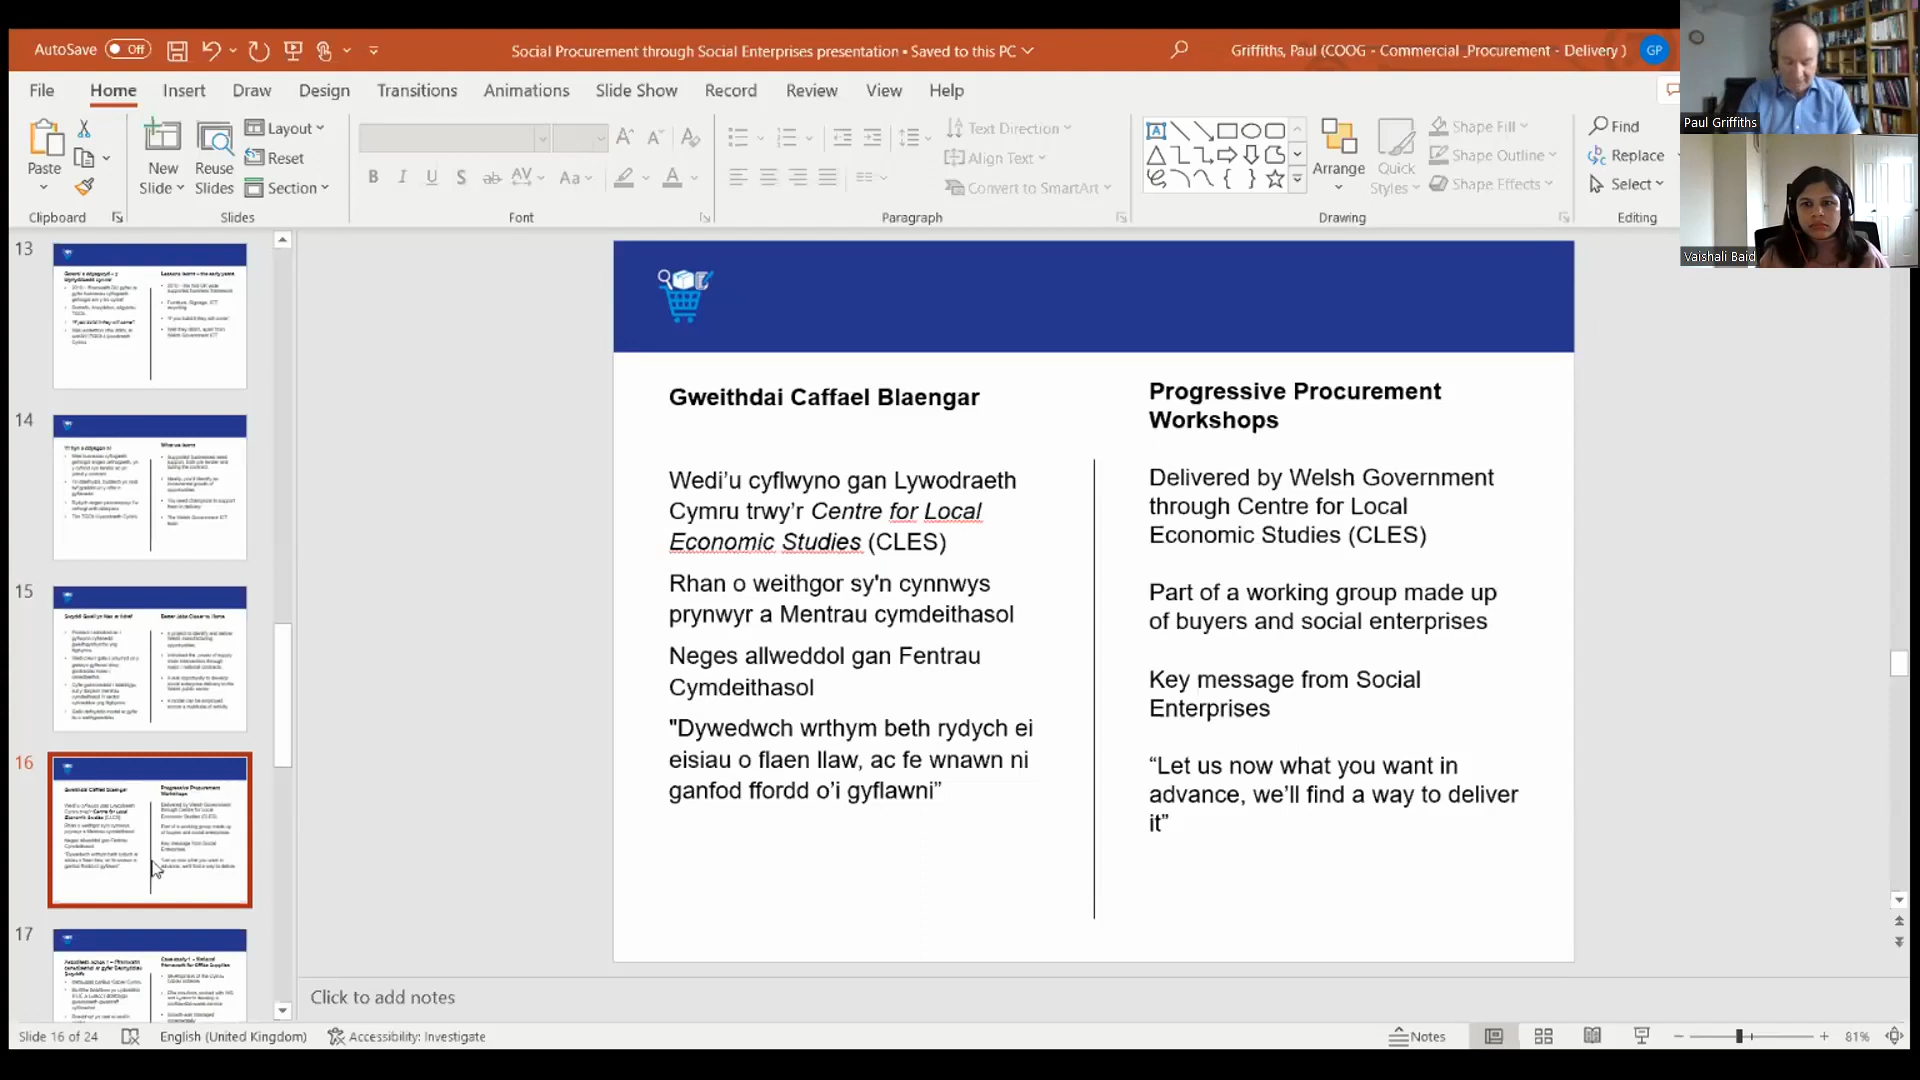 AutoSave Off
Social Procurement through Social Enterprises presentation • Saved to this PC
Griffiths, Paul (COOG - Commercial_Procurement - Delivery )
GP
File Home Insert Draw Design Transitions Animations Slide Show Record Review View Help
Paste
New Slide
Reuse Slides
Layout
Reset
Section
Text Direction
Align Text
Convert to SmartArt
Arrange
Quick Styles
Shape Fill
Shape Outline
Shape Effects
Find
Replace
Select
Clipboard Slides Font Paragraph Drawing Editing
Paul Griffiths
Vaishali Baid
13
14
15
16
17
Gweithdai Caffael Blaengar
Wedi’u cyflwyno gan Lywodraeth
Cymru trwy’r Centre for Local
Economic Studies (CLES)
Rhan o weithgor sy'n cynnwys
prynwyr a Mentrau cymdeithasol
Neges allweddol gan Fentrau
Cymdeithasol
"Dywedwch wrthym beth rydych ei
eisiau o flaen llaw, ac fe wnawn ni
ganfod ffordd o’i gyflawni”
Progressive Procurement
Workshops
Delivered by Welsh Government
through Centre for Local
Economic Studies (CLES)
Part of a working group made up
of buyers and social enterprises
Key message from Social
Enterprises
“Let us now what you want in
advance, we’ll find a way to deliver
it”
Click to add notes
Slide 16 of 24
English (United Kingdom)
Accessibility: Investigate
Notes
81%